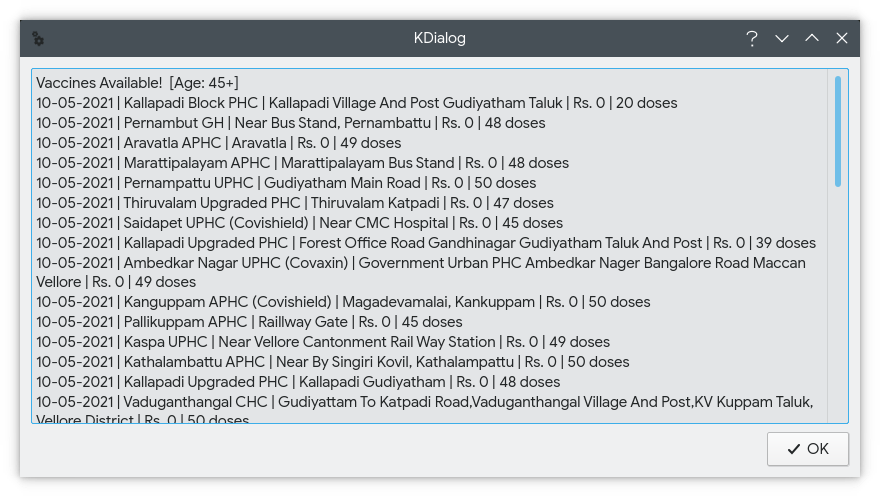 KDialog
Vaccines Available! [Age: 45+]
10-05-2021 | Kallapadi Block PHC | Kallapadi Village And Post Gudiyatham Taluk | Rs. 0 | 20 doses
10-05-2021 | Pernambut GH | Near Bus Stand, Pernambattu | Rs. 0 | 48 doses
10-05-2021 | Aravatla APHC | Aravatla | Rs. 0 | 49 doses
10-05-2021 | Marattipalayam APHC | Marattipalayam Bus Stand | Rs. 0 | 48 doses
10-05-2021 | Pernampattu UPHC | Gudiyatham Main Road | Rs. 0 | 50 doses
10-05-2021 | Thiruvalam Upgraded PHC | Thiruvalam Katpadi | Rs. 0 | 47 doses
10-05-2021 | Saidapet UPHC (Covishield) | Near CMC Hospital | Rs. 0 | 45 doses
10-05-2021 | Kallapadi Upgraded PHC | Forest Office Road Gandhinagar Gudiyatham Taluk And Post | Rs. 0 | 39 doses
10-05-2021 | Ambedkar Nagar UPHC (Covaxin) | Government Urban PHC Ambedkar Nager Bangalore Road Maccan
Vellore | Rs. 0 | 49 doses
10-05-2021 | Kanguppam APHC (Covishield) | Magadevamalai, Kankuppam | Rs. 0 | 50 doses
10-05-2021 | Pallikuppam APHC | Raillway Gate | Rs. 0 | 45 doses
10-05-2021 | Kaspa UPHC | Near Vellore Cantonment Rail Way Station | Rs. 0 | 49 doses
10-05-2021 | Kathalambattu APHC | Near By Singiri Kovil, Kathalampattu | Rs. 0 | 50 doses
10-05-2021 | Kallapadi Upgraded PHC | Kallapadi Gudiyatham | Rs. 0 | 48 doses
10-05-2021 | Vaduganthangal CHC | Gudiyattam To Katpadi Road,Vaduganthangal Village And Post,KV Kuppam Taluk,
Vellore District | Rs. 0 | 50 doses
OK